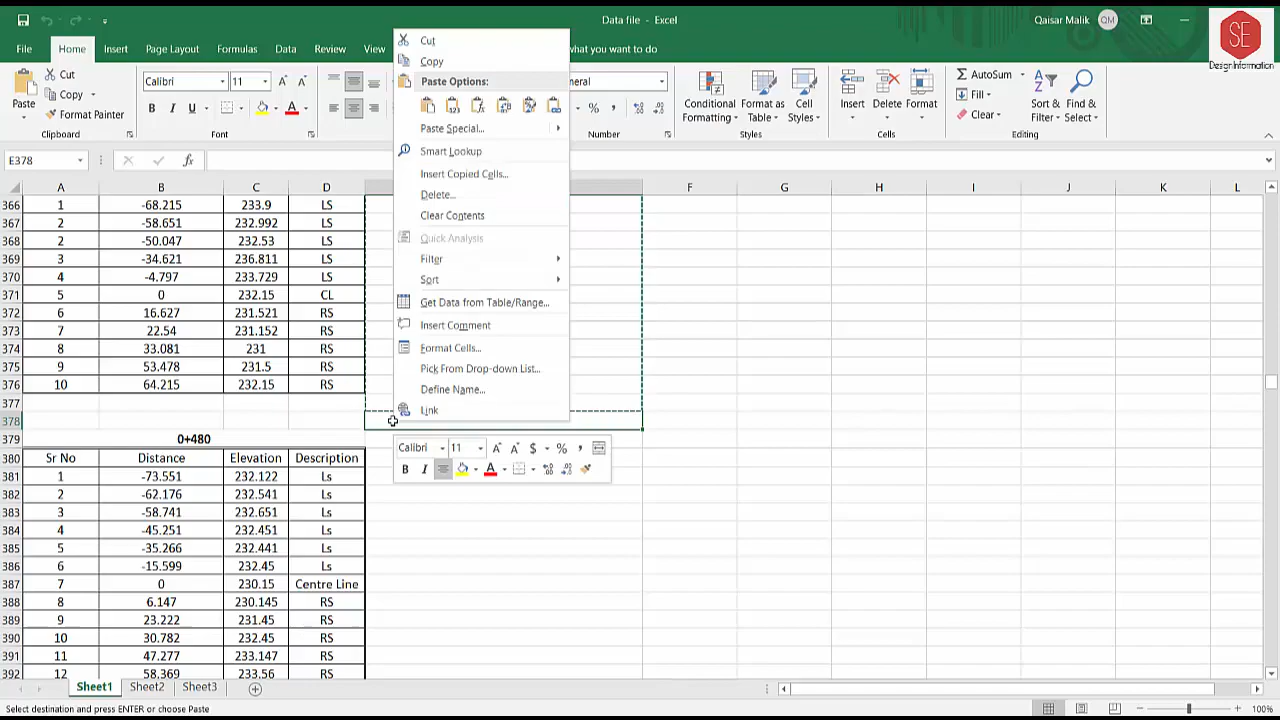 Data file - Excel
Qaisar Malik QM
SE
Design Information
File Home Insert Page Layout Formulas Data Review View what you want to do
Cut
Copy
Format Painter
Paste
Clipboard
Calibri 11
B I U
Font
neral
% ,
Number
Conditional Formatting
Format as Table
Cell Styles
Styles
Insert Delete Format
Cells
AutoSum
Fill
Clear
Sort & Filter
Find & Select
Editing
E378
fx
Cut
Copy
Paste Options:
Paste Special...
Smart Lookup
Insert Copied Cells...
Delete...
Clear Contents
Quick Analysis
Filter
Sort
Get Data from Table/Range...
Insert Comment
Format Cells...
Pick From Drop-down List...
Define Name...
Link
Calibri 11 A A $ % ,
B I A
A B C D F G H I J K L
366 1 -68.215 233.9 LS
367 2 -58.651 232.992 LS
368 2 -50.047 232.53 LS
369 3 -34.621 236.811 LS
370 4 -4.797 233.729 LS
371 5 0 232.15 CL
372 6 16.627 231.521 RS
373 7 22.54 231.152 RS
374 8 33.081 231 RS
375 9 53.478 231.5 RS
376 10 64.215 232.15 RS
377
378
379 0+480
380 Sr No Distance Elevation Description
381 1 -73.551 232.122 Ls
382 2 -62.176 232.541 Ls
383 3 -58.741 232.651 Ls
384 4 -45.251 232.451 Ls
385 5 -35.266 232.441 Ls
386 6 -15.599 232.45 Ls
387 7 0 230.15 Centre Line
388 8 6.147 230.145 RS
389 9 23.222 231.45 RS
390 10 30.782 232.45 RS
391 11 47.277 233.147 RS
392 12 58.369 233.56 RS
Sheet1 Sheet2 Sheet3
Select destination and press ENTER or choose Paste
100%